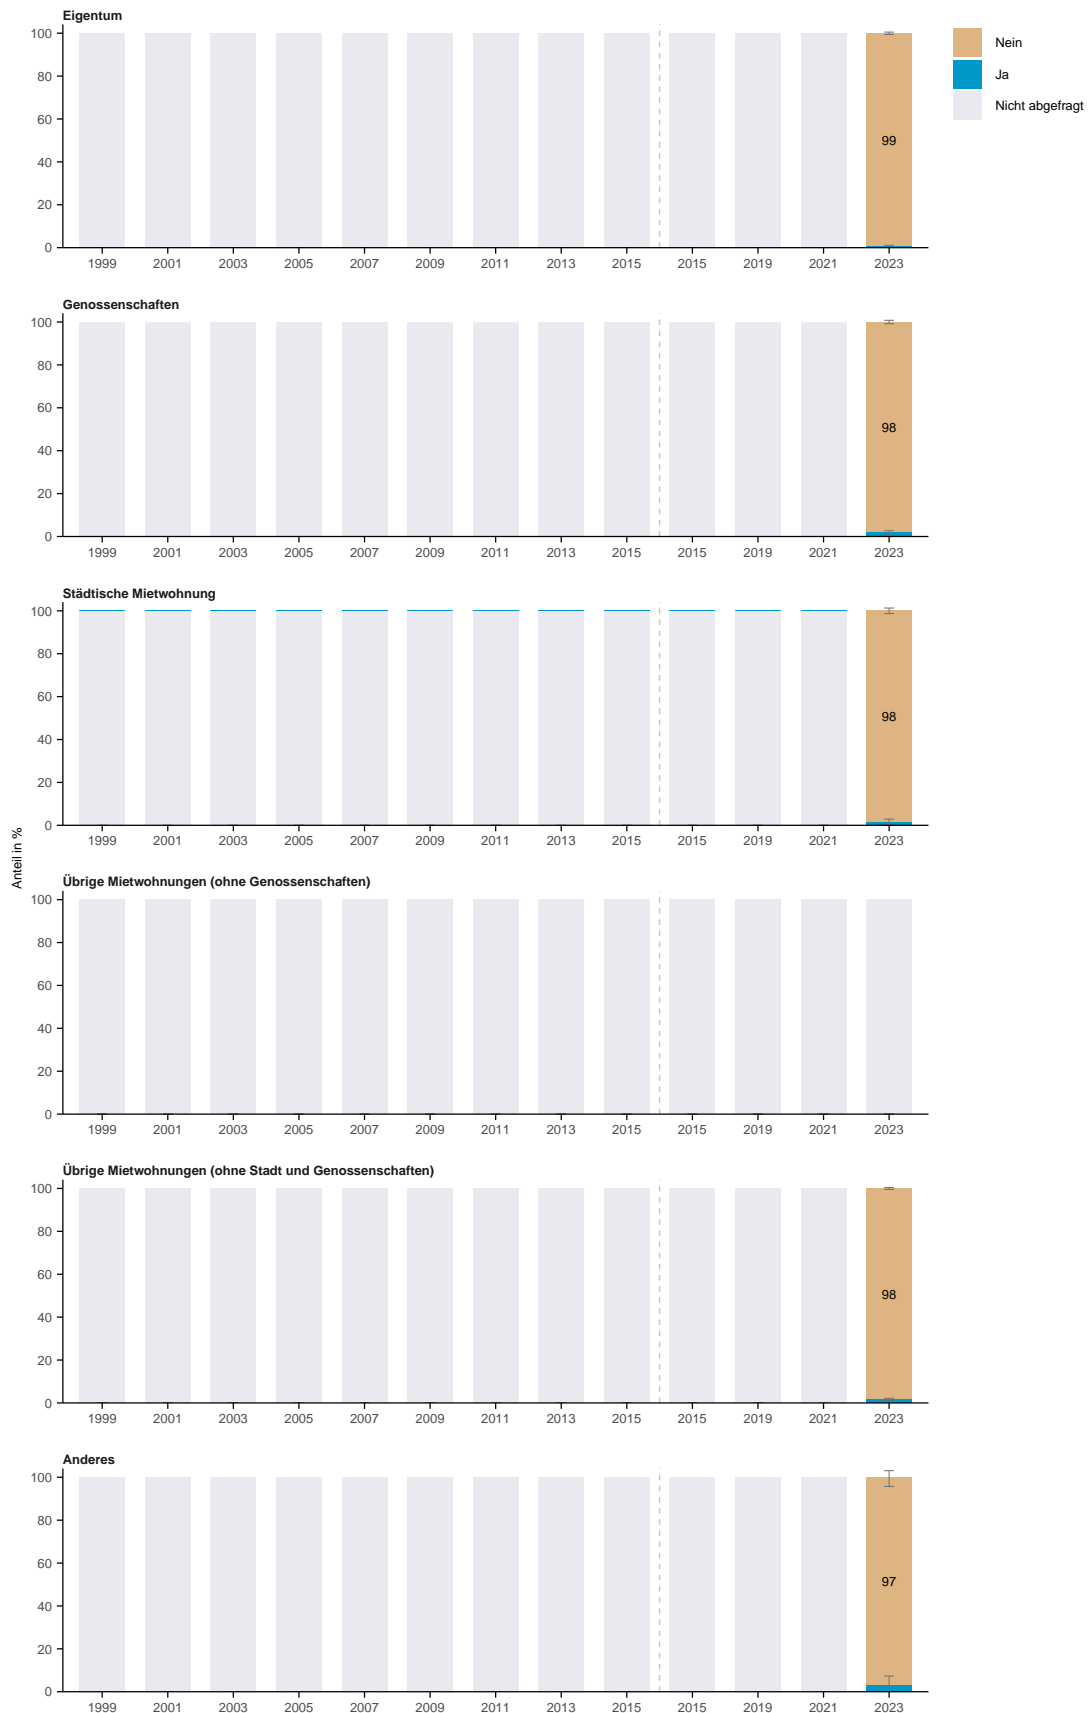 Eigentum
Nein
Ja
Nicht abgefragt
100
80
60
40
20
0
99
1999 2001 2003 2005 2007 2009 2011 2013 2015 2015 2019 2021 2023
Genossenschaften
100
80
60
40
20
0
98
1999 2001 2003 2005 2007 2009 2011 2013 2015 2015 2019 2021 2023
Städtische Mietwohnung
100
80
60
40
20
0
98
1999 2001 2003 2005 2007 2009 2011 2013 2015 2015 2019 2021 2023
Anteil in %
Übrige Mietwohnungen (ohne Genossenschaften)
100
80
60
40
20
0
1999 2001 2003 2005 2007 2009 2011 2013 2015 2015 2019 2021 2023
Übrige Mietwohnungen (ohne Stadt und Genossenschaften)
100
80
60
40
20
0
98
1999 2001 2003 2005 2007 2009 2011 2013 2015 2015 2019 2021 2023
Anderes
100
80
60
40
20
0
97
1999 2001 2003 2005 2007 2009 2011 2013 2015 2015 2019 2021 2023